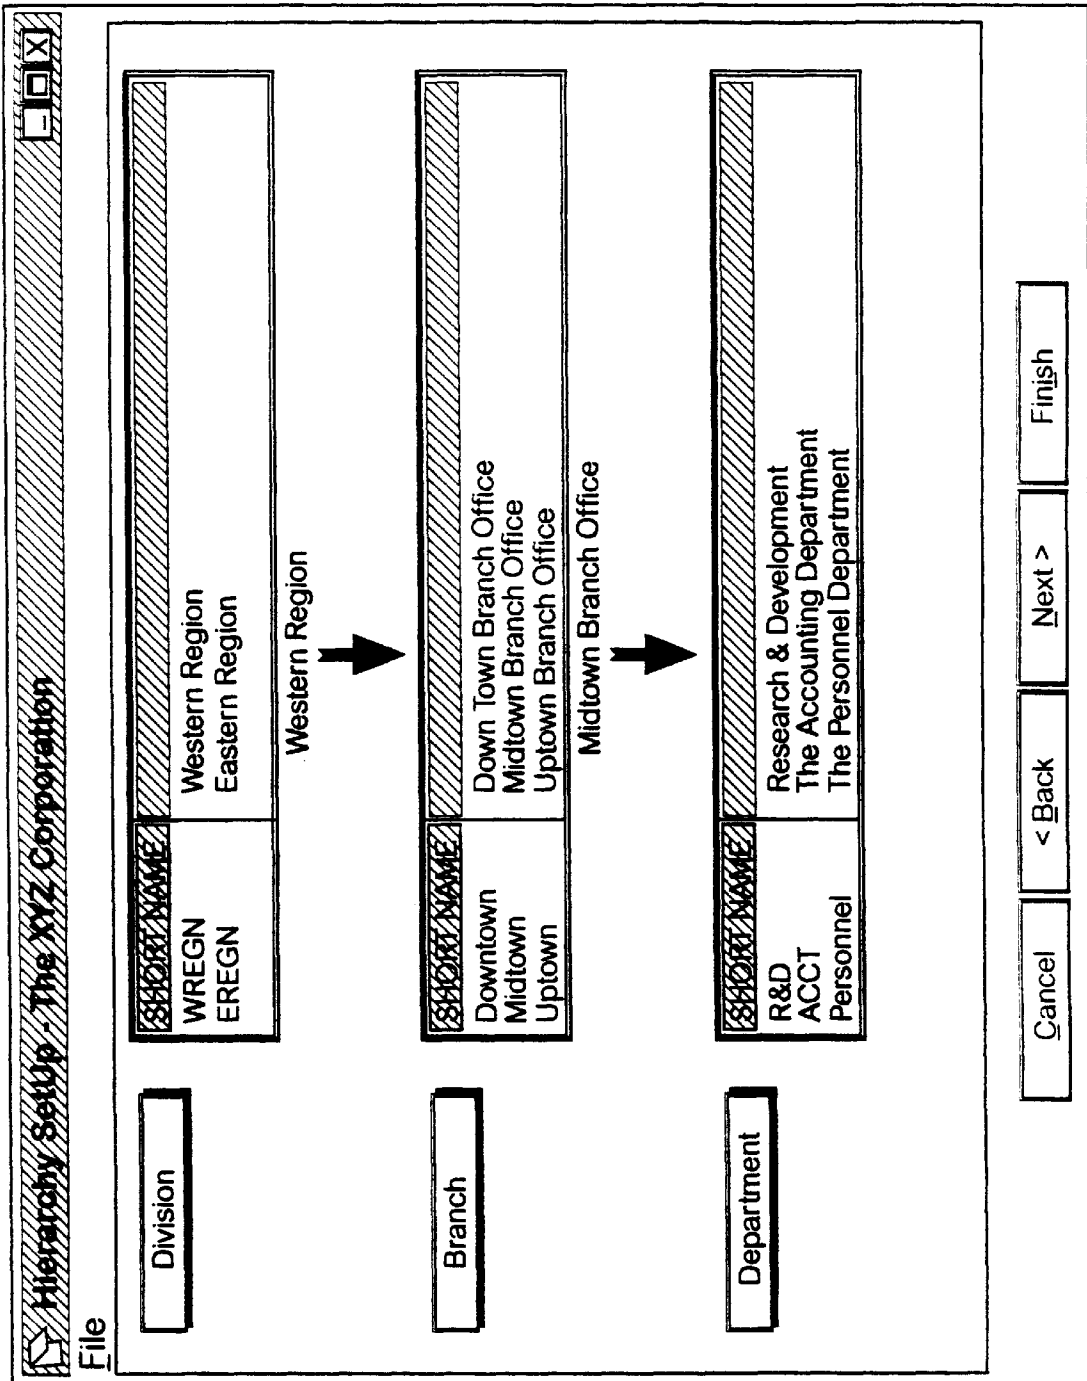 Hierarchy SetUp - The XYZ Corporation
File
Division
SHORT NAME
WREGN Western Region
EREGN Eastern Region
Western Region
Branch
SHORT NAME
Downtown Down Town Branch Office
Midtown Midtown Branch Office
Uptown Uptown Branch Office
Midtown Branch Office
Department
SHORT NAME
R&D Research & Development
ACCT The Accounting Department
Personnel The Personnel Department
Cancel < Back Next > Finish